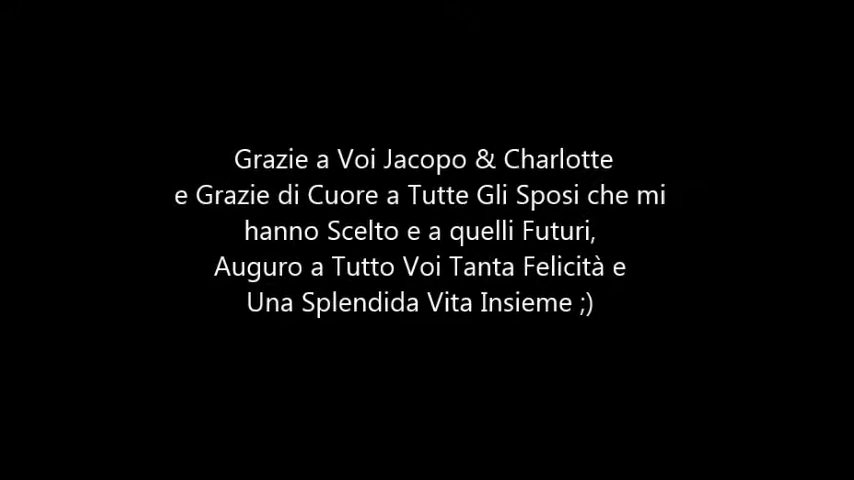 Grazie a Voi Jacopo & Charlotte
e Grazie di Cuore a Tutte Gli Sposi che mi
hanno Scelto e a quelli Futuri,
Auguro a Tutto Voi Tanta Felicità e
Una Splendida Vita Insieme ;)